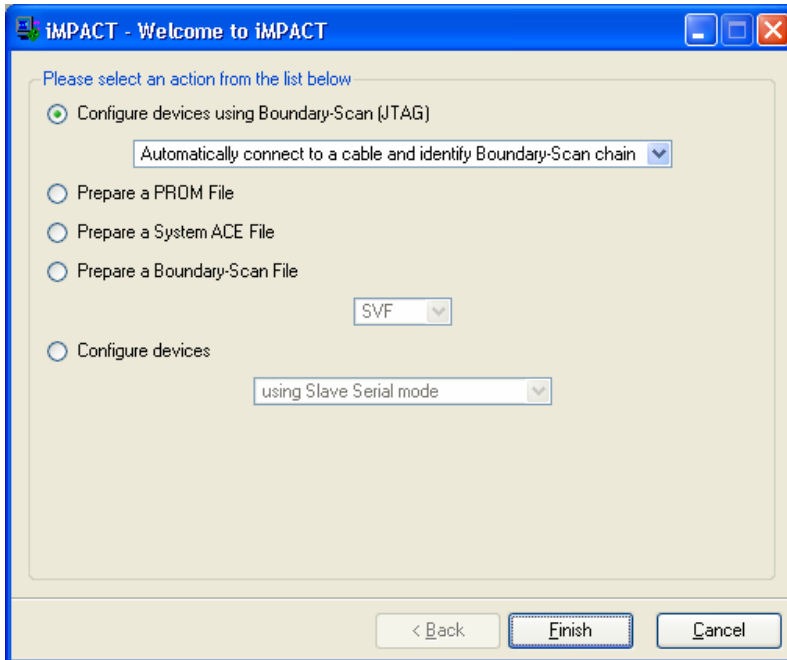 iMPACT - Welcome to iMPACT
Please select an action from the list below
Configure devices using Boundary-Scan (JTAG)
Automatically connect to a cable and identify Boundary-Scan chain
Prepare a PROM File
Prepare a System ACE File
Prepare a Boundary-Scan File
SVF
Configure devices
using Slave Serial mode
< Back Finish Cancel